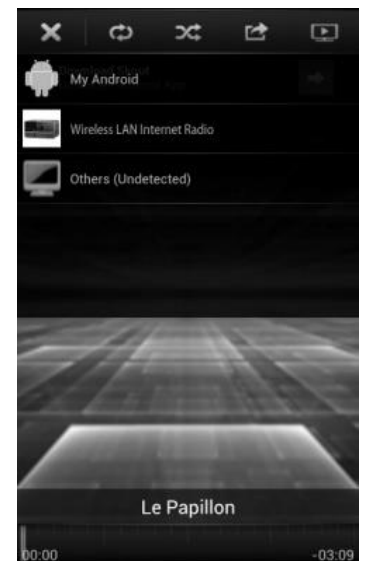 My Android
Wireless LAN Internet Radio
Others (Undetected)
Le Papillon
00:00
-03:09